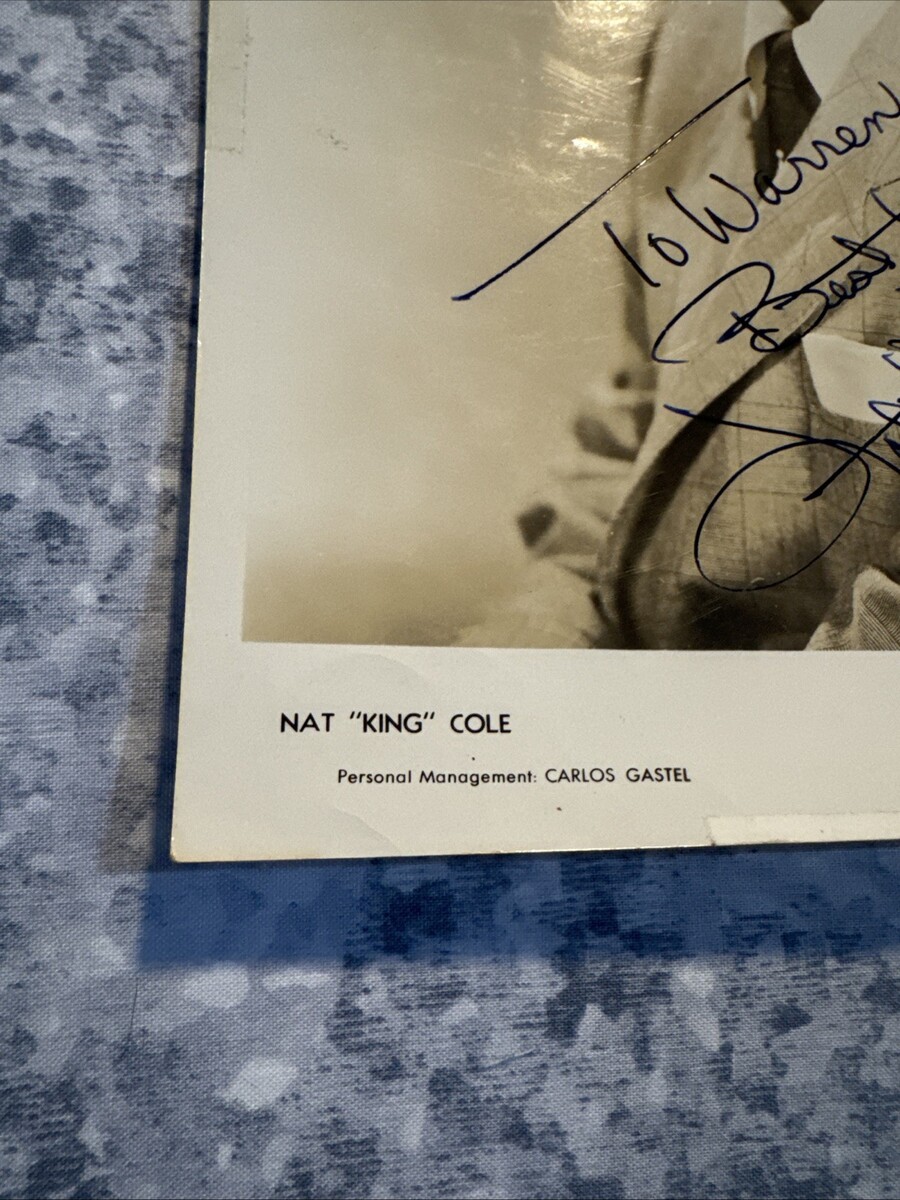 To Warren
Best
NAT "KING" COLE
Personal Management: CARLOS GASTEL